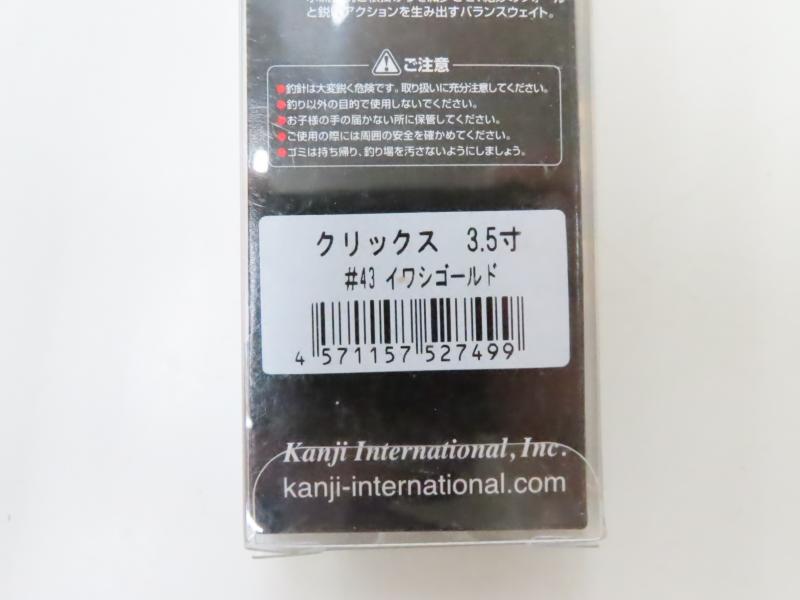 と鋭いアクションを生み出すバランスウェイト。
ご注意
●釣針は大変鋭く危険です。取り扱いに充分注意してください。
●釣り以外の目的で使用しないでください。
●お子様の手の届かない所に保管してください。
●ご使用の際には周囲の安全を確かめてください。
●ゴミは持ち帰り、釣り場を汚さないようにしましょう。
クリックス 3.5寸
#43 イワシゴールド
4 571157 527499
Kanji International, Inc.
kanji-international.com